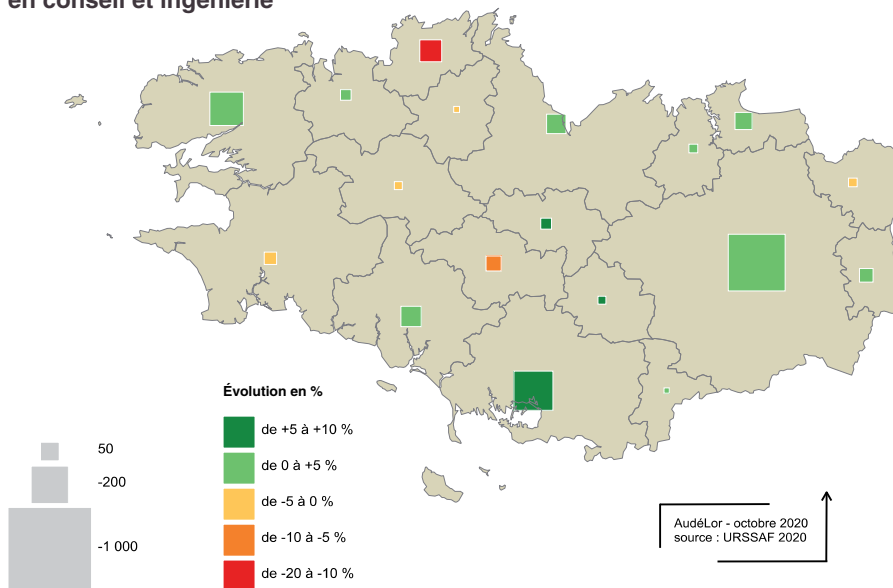 en conseil et ingénierie
Évolution en %
de +5 à +10 %
de 0 à +5 %
de -5 à 0 %
de -10 à -5 %
de -20 à -10 %
50
-200
-1 000
AudéLor - octobre 2020
source : URSSAF 2020